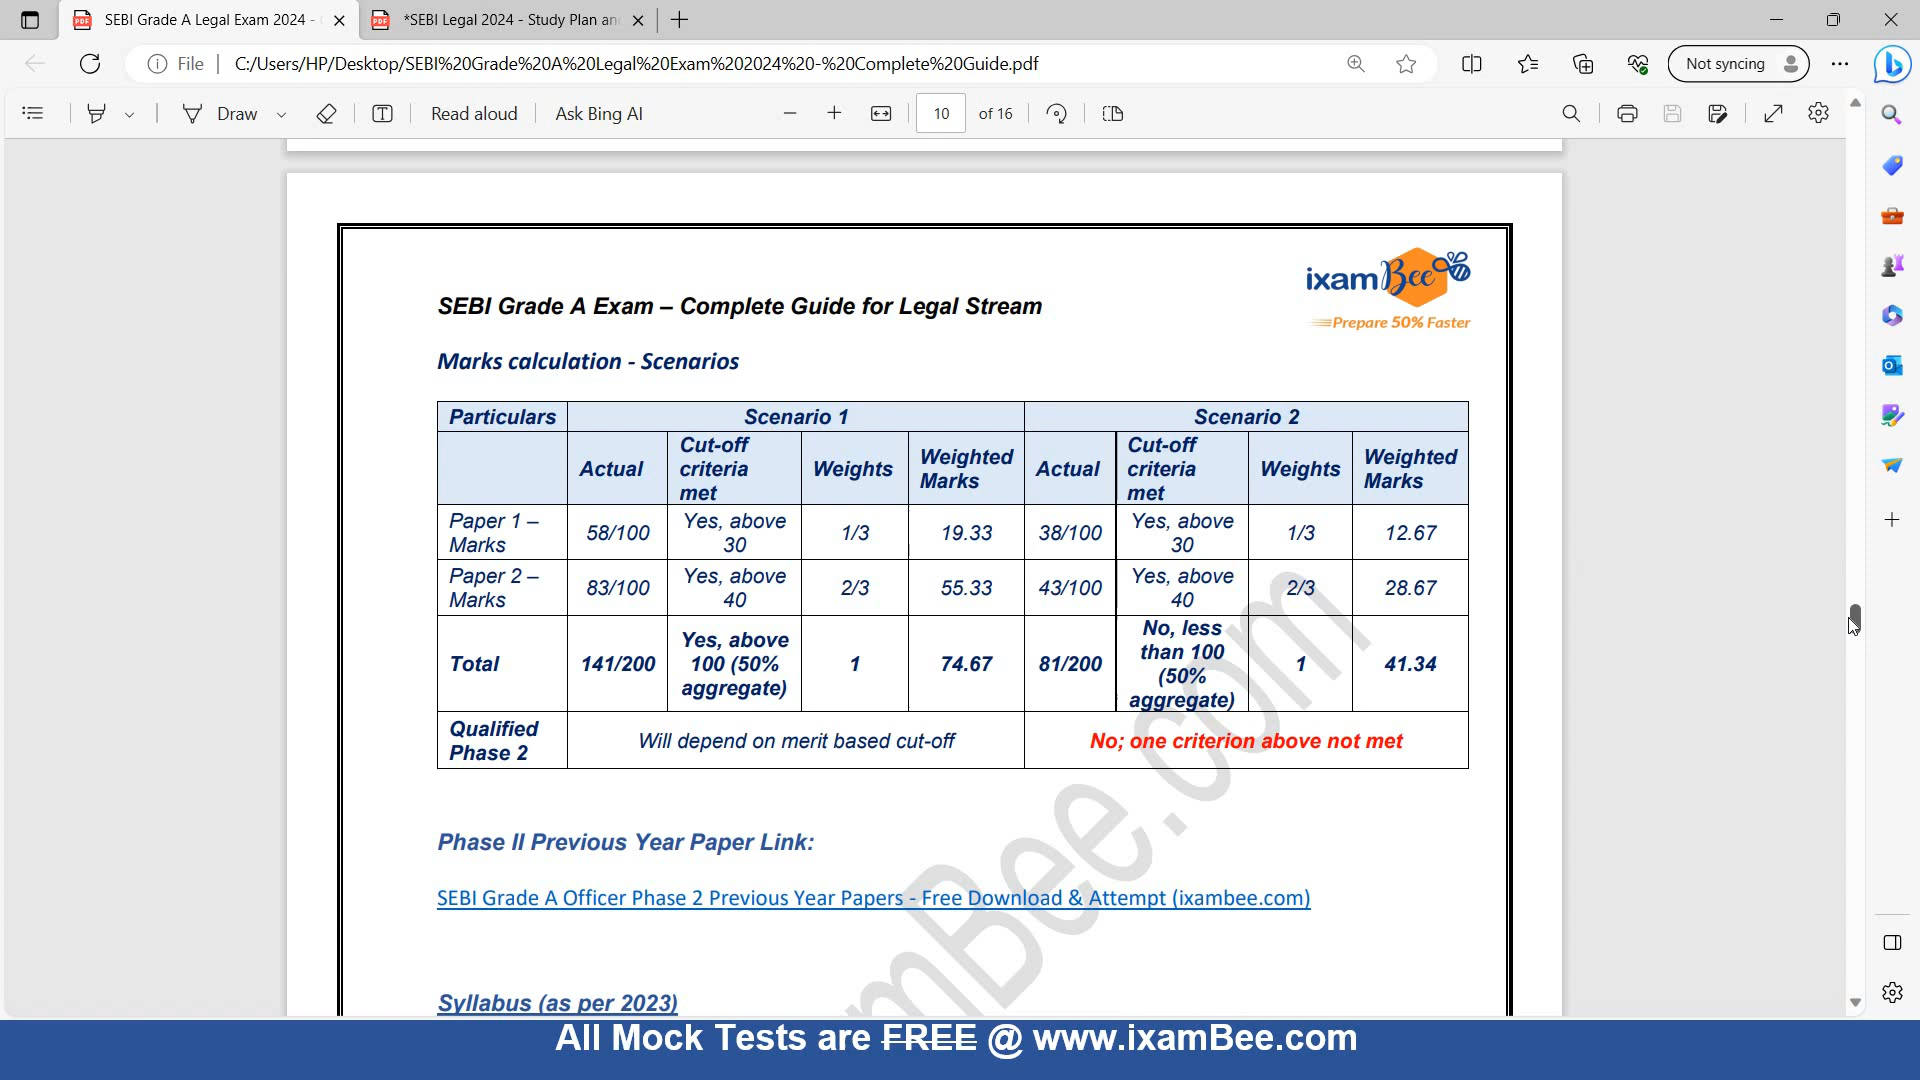 SEBI Grade A Legal Exam 2024 -
*SEBI Legal 2024 - Study Plan an
File
C:/Users/HP/Desktop/SEBI%20Grade%20A%20Legal%20Exam%202024%20-%20Complete%20Guide.pdf
Not syncing
Draw
Read aloud
Ask Bing AI
10 of 16
ixamBee
Prepare 50% Faster
SEBI Grade A Exam – Complete Guide for Legal Stream
Marks calculation - Scenarios
Particulars Scenario 1 Scenario 2
Actual Cut-off criteria met Weights Weighted Marks Actual Cut-off criteria met Weights Weighted Marks
Paper 1 – Marks 58/100 Yes, above 30 1/3 19.33 38/100 Yes, above 30 1/3 12.67
Paper 2 – Marks 83/100 Yes, above 40 2/3 55.33 43/100 Yes, above 40 2/3 28.67
Total 141/200 Yes, above 100 (50% aggregate) 1 74.67 81/200 No, less than 100 (50% aggregate) 1 41.34
Qualified Phase 2 Will depend on merit based cut-off No; one criterion above not met
Phase II Previous Year Paper Link:
SEBI Grade A Officer Phase 2 Previous Year Papers - Free Download & Attempt (ixambee.com)
Syllabus (as per 2023)
mBee.com
All Mock Tests are FREE @ www.ixamBee.com